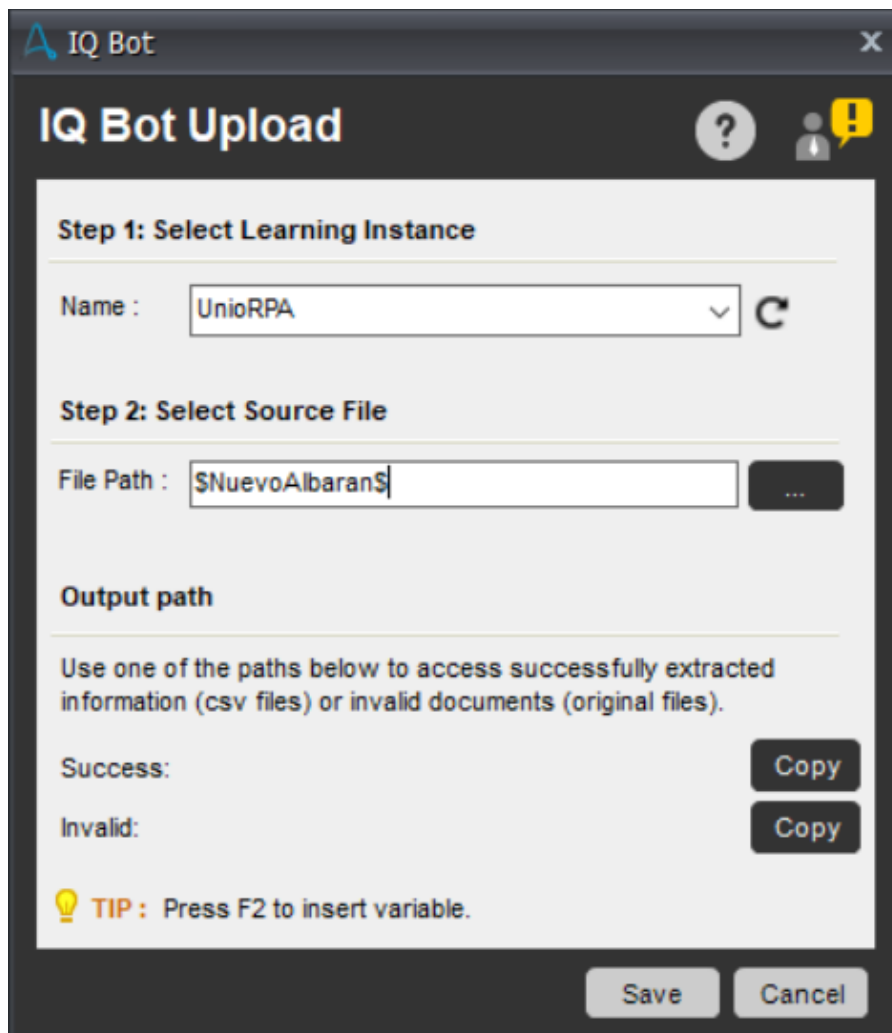 IQ Bot
x
IQ Bot Upload
?
!
Step 1: Select Learning Instance
Name :
UnioRPA
Step 2: Select Source File
File Path :
$NuevoAlbaran$
...
Output path
Use one of the paths below to access successfully extracted
information (csv files) or invalid documents (original files).
Success:
Copy
Invalid:
Copy
TIP : Press F2 to insert variable.
Save
Cancel